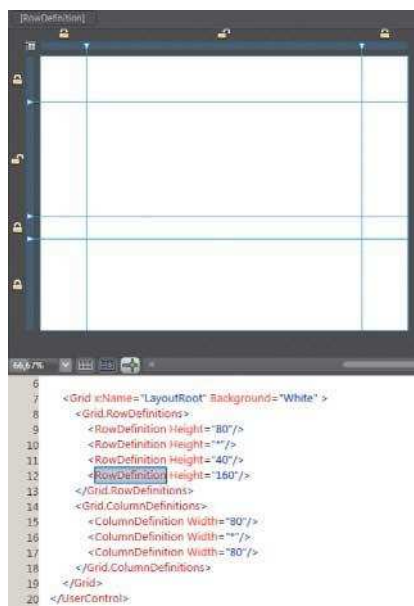 [RowDefinition]
66,67%
6
7 <Grid x:Name="LayoutRoot" Background="White" >
8 <Grid.RowDefinitions>
9 <RowDefinition Height="80"/>
10 <RowDefinition Height="*"/>
11 <RowDefinition Height="40"/>
12 <RowDefinition Height="160"/>
13 </Grid.RowDefinitions>
14 <Grid.ColumnDefinitions>
15 <ColumnDefinition Width="80"/>
16 <ColumnDefinition Width="*"/>
17 <ColumnDefinition Width="80"/>
18 </Grid.ColumnDefinitions>
19 </Grid>
20 </UserControl>